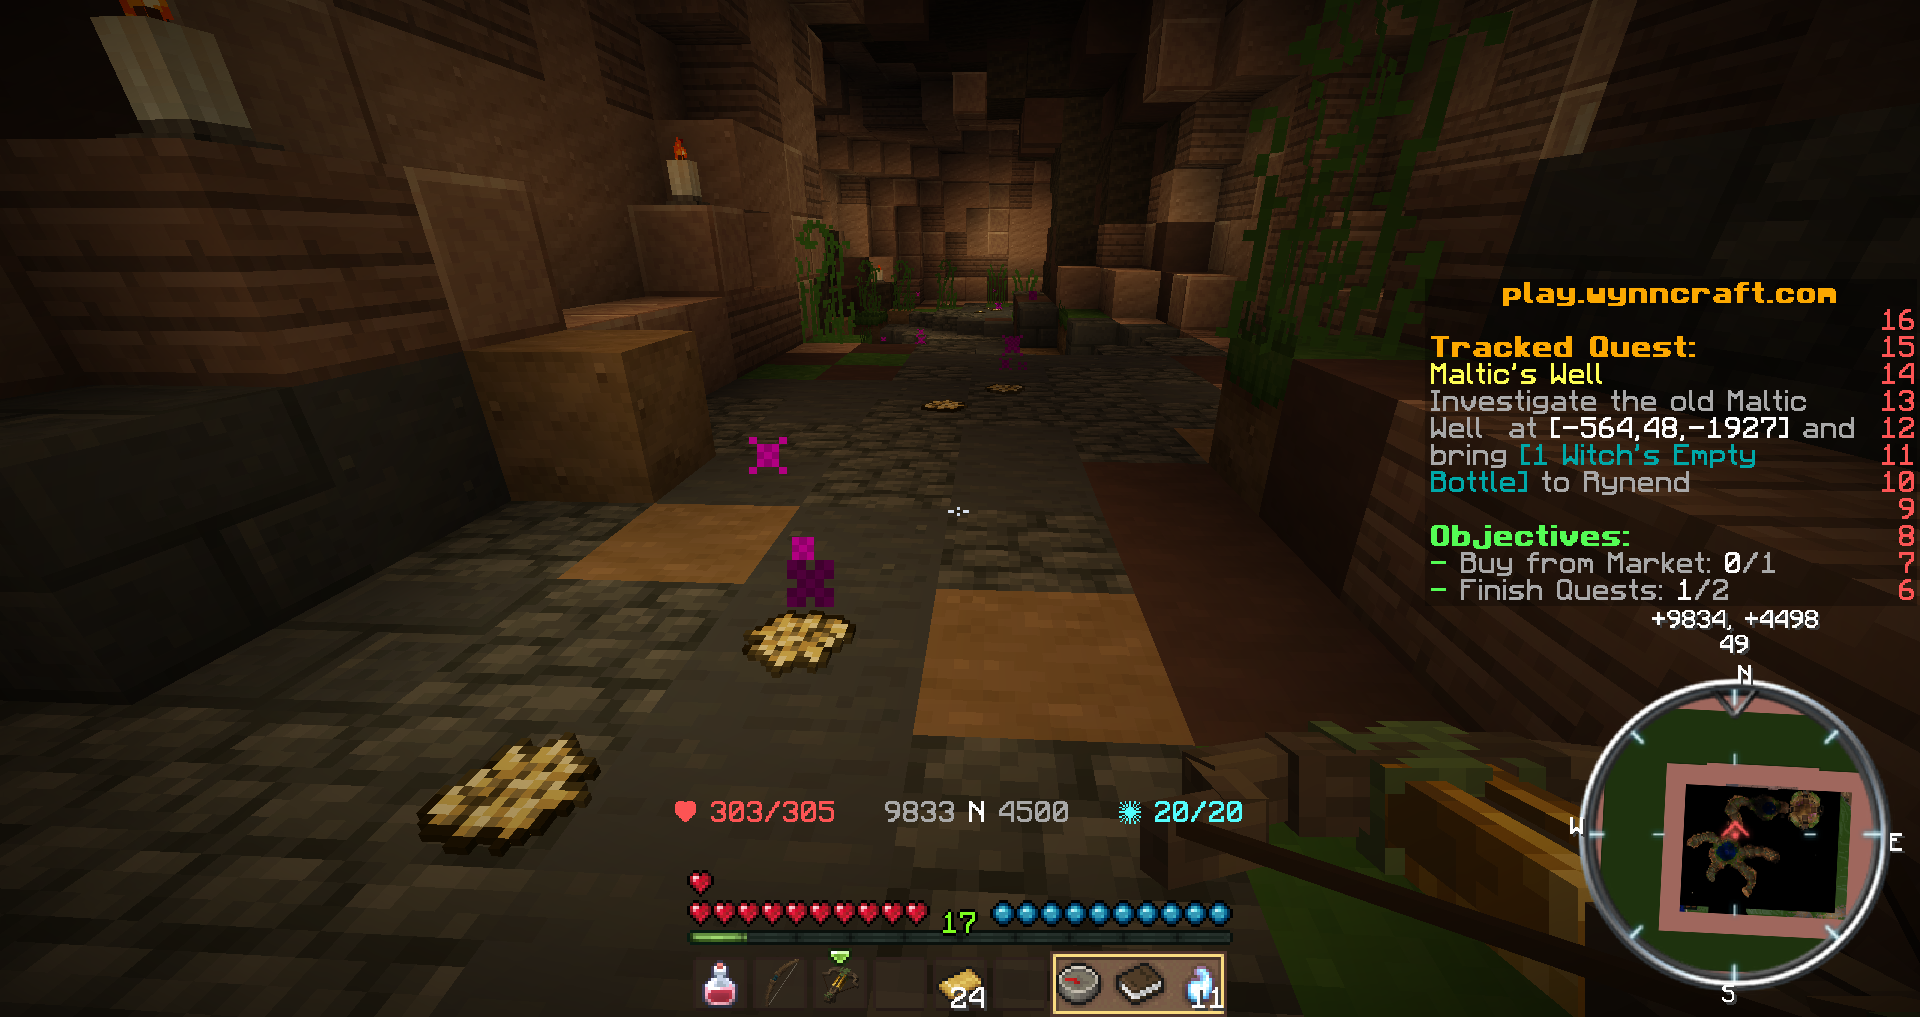 play.wynncraft.com
16
Tracked Quest: 15
Maltic's Well 14
Investigate the old Maltic 13
Well at [-564,48,-1927] and 12
bring [1 Witch's Empty 11
Bottle] to Rynend 10
9
Objectives: 8
- Buy from Market: 0/1 7
- Finish Quests: 1/2 6
+9834, +4498
49
N
W
E
S
303/305 9833 N 4500 20/20
17
24
11